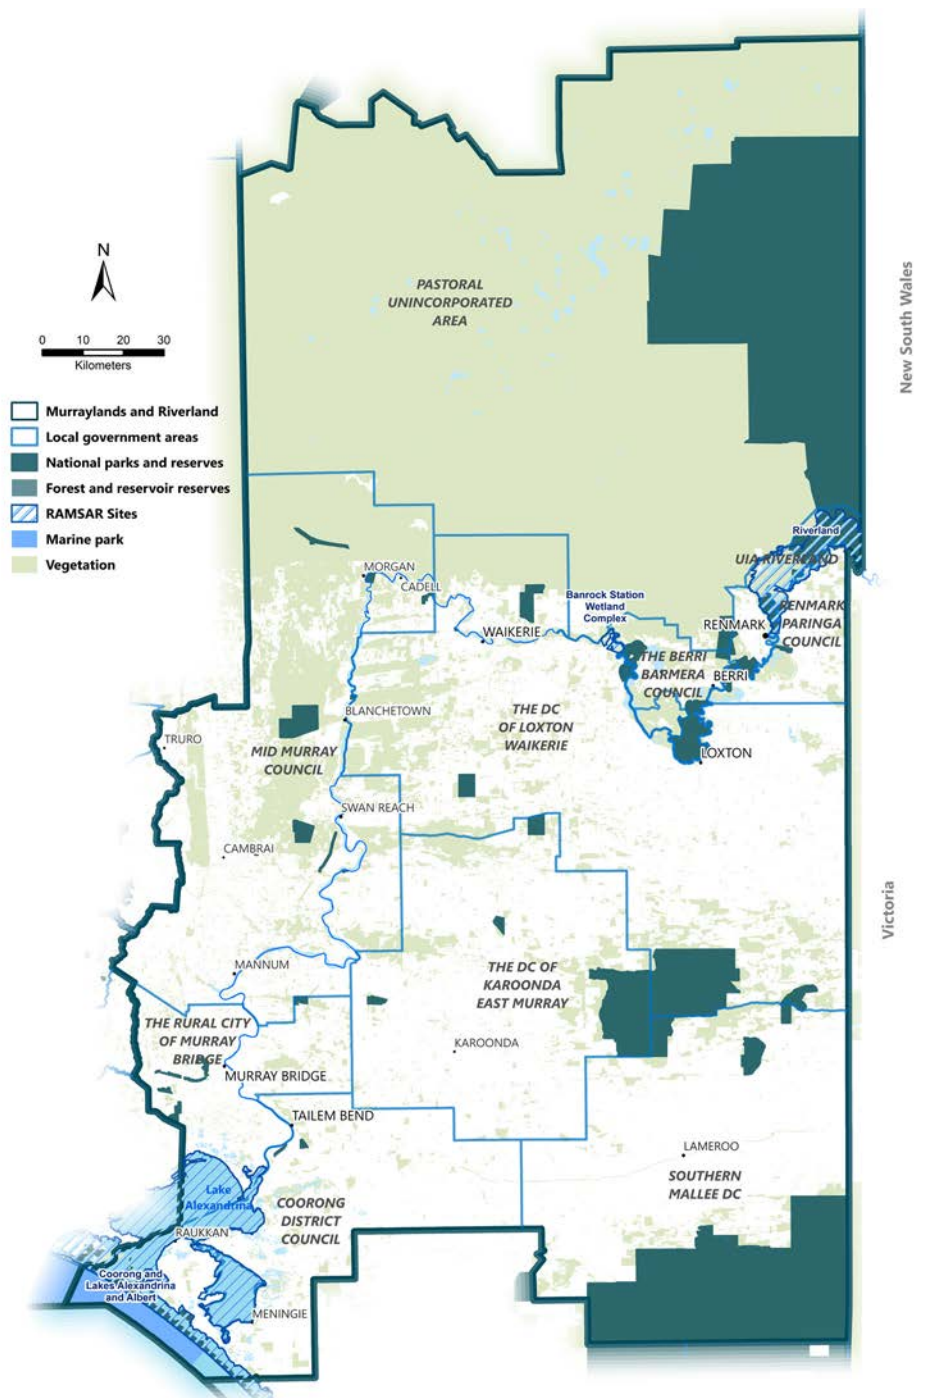 N
0 10 20 30
Kilometers
Murraylands and Riverland
Local government areas
National parks and reserves
Forest and reservoir reserves
RAMSAR Sites
Marine park
Vegetation
PASTORAL
UNINCORPORATED
AREA
New South Wales
Riverland
UIA RIVERLAND
MORGAN
CADELL
Banrock Station
Wetland
Complex
RENMARK
RENMARK
PARINGA
COUNCIL
WAIKERIE
THE BERRI
BARMERA
COUNCIL
BERRI
BLANCHETOWN
THE DC
OF LOXTON
WAIKERIE
TRURO
MID MURRAY
COUNCIL
LOXTON
SWAN REACH
CAMBRAI
Victoria
MANNUM
THE DC OF
KAROONDA
EAST MURRAY
THE RURAL CITY
OF MURRAY
BRIDGE
KAROONDA
MURRAY BRIDGE
TAILEM BEND
LAMEROO
SOUTHERN
MALLEE DC
Lake
Alexandrina
COORONG
DISTRICT
COUNCIL
RAUKKAN
Coorong and
Lakes Alexandrina
and Albert
MENINGIE